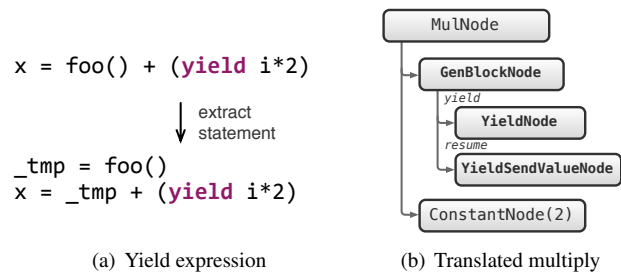 x = foo() + (yield i*2)
extract
statement
_tmp = foo()
x = _tmp + (yield i*2)
(a) Yield expression
MulNode
GenBlockNode
yield
YieldNode
resume
YieldSendValueNode
ConstantNode(2)
(b) Translated multiply